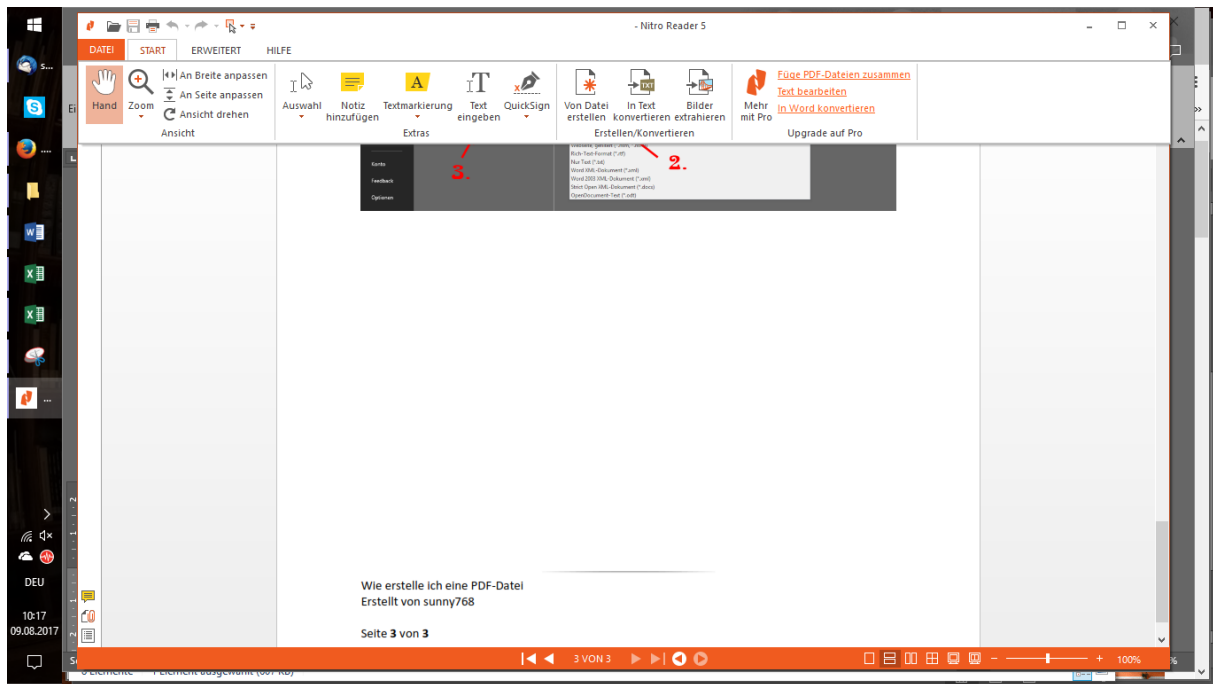 - Nitro Reader 5
DATEI START ERWEITERT HILFE
Hand
Zoom
An Breite anpassen
An Seite anpassen
Ansicht drehen
Ansicht
Auswahl
Notiz hinzufügen
Textmarkierung
Text eingeben
QuickSign
Extras
Von Datei erstellen
In Text konvertieren
Bilder extrahieren
Erstellen/Konvertieren
Mehr mit Pro
Füge PDF-Dateien zusammen
Text bearbeiten
In Word konvertieren
Upgrade auf Pro
Konto
Feedback
Optionen
3.
2.
Rich-Text-Format (*.rtf)
Nur Text (*.txt)
Word XML-Dokument (*.xml)
Word 2003 XML-Dokument (*.xml)
Strict Open XML-Dokument (*.docx)
OpenDocument-Text (*.odt)
Wie erstelle ich eine PDF-Datei
Erstellt von sunny768
Seite 3 von 3
3 VON 3
100%
s...
...
...
DEU
10:17
09.08.2017